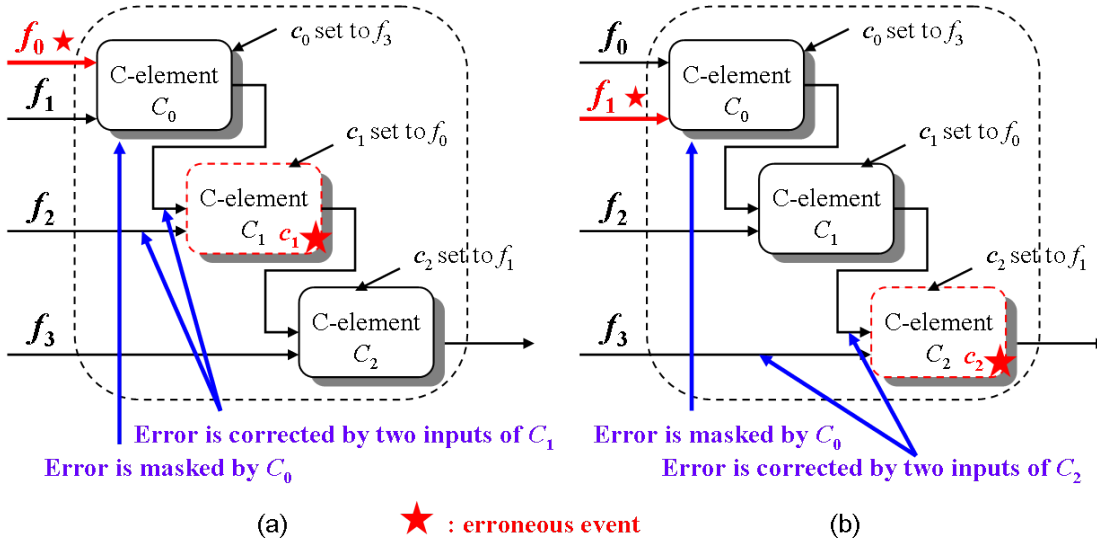 f0
f1
f2
f3
C-element
C0
c0 set to f3
C-element
C1
c1
c1 set to f0
C-element
C2
c2 set to f1
Error is corrected by two inputs of C1
Error is masked by C0
(a)
f0
f1
f2
f3
C-element
C0
c0 set to f3
C-element
C1
c1 set to f0
C-element
C2
c2
c2 set to f1
Error is masked by C0
Error is corrected by two inputs of C2
(b)
: erroneous event